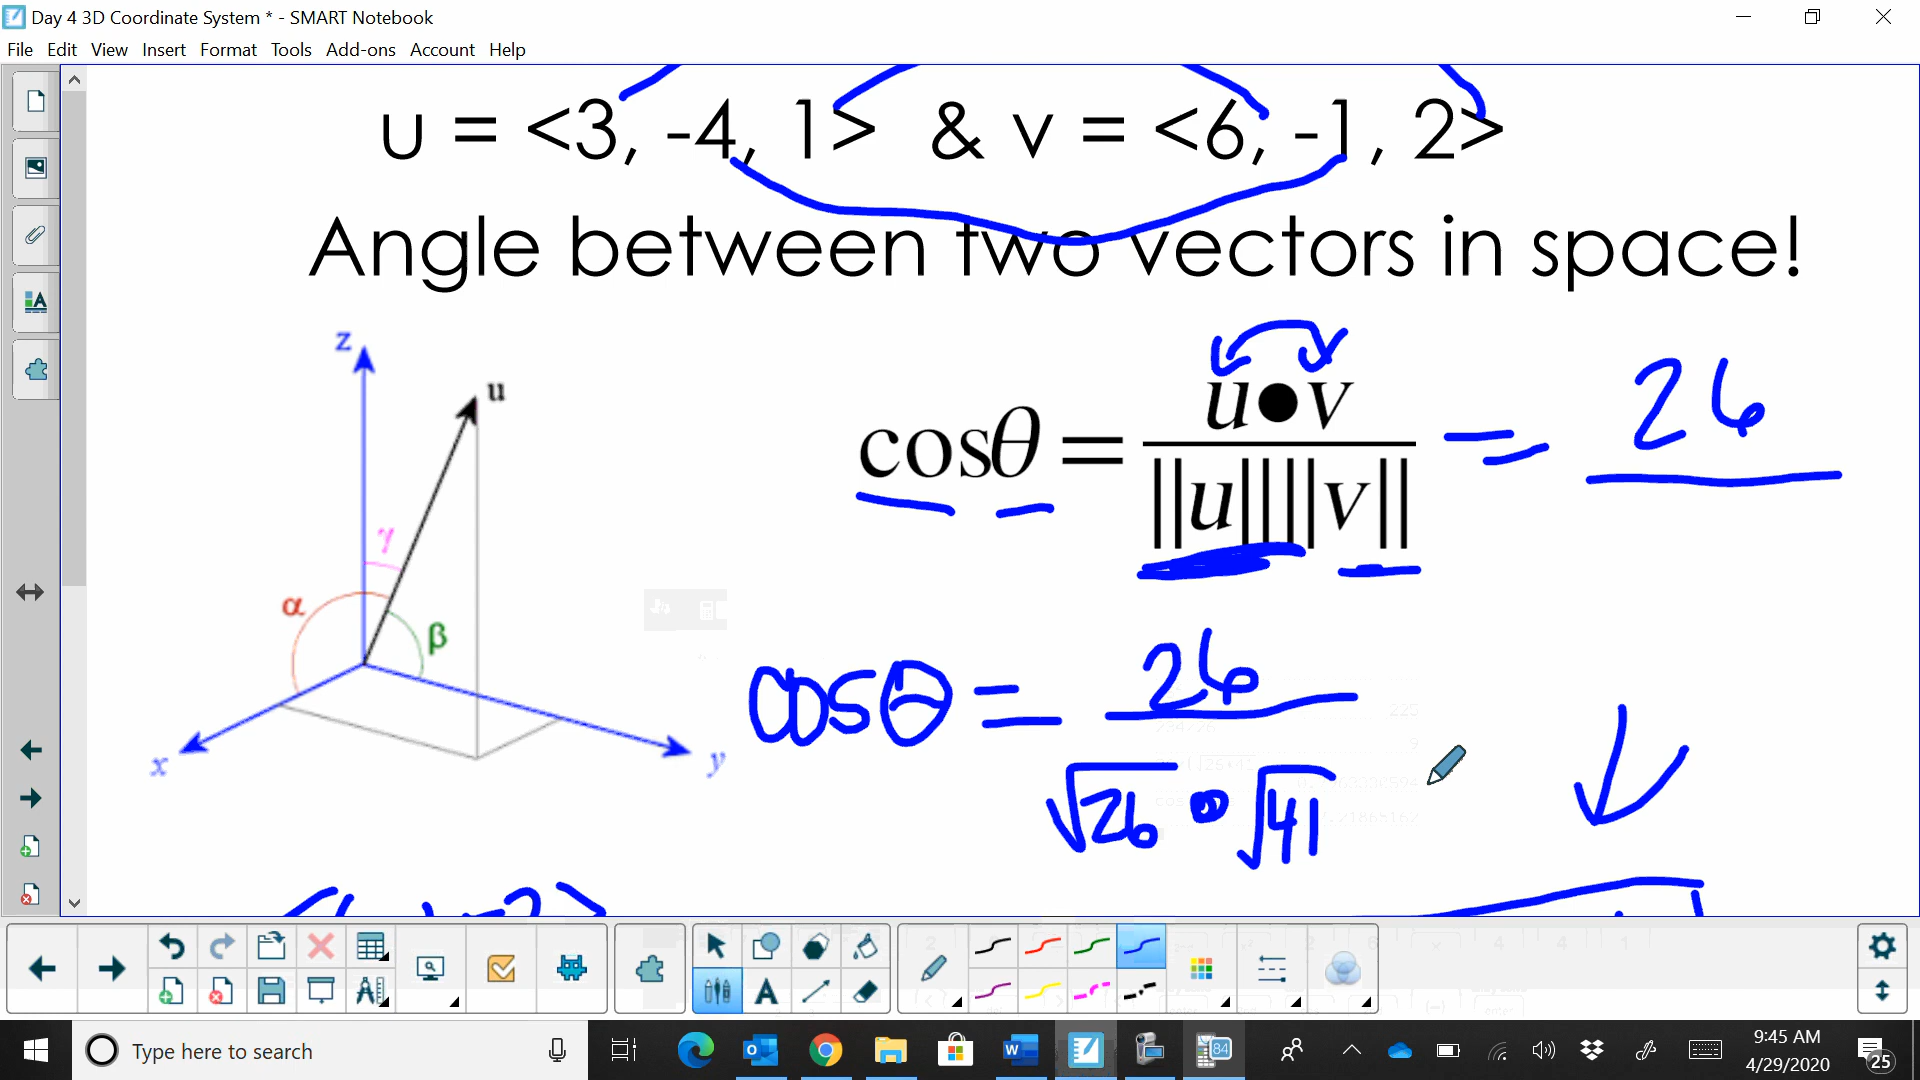 Day 4 3D Coordinate System * - SMART Notebook
File Edit View Insert Format Tools Add-ons Account Help
u = <3, -4, 1> & v = <6, -1, 2>
Angle between two vectors in space!
z
u
cosθ = u●v / ||u||||v|| = 26
γ
α
β
x
y
cosθ = 26 / √26 • √41
Type here to search
84
9:45 AM
4/29/2020
25